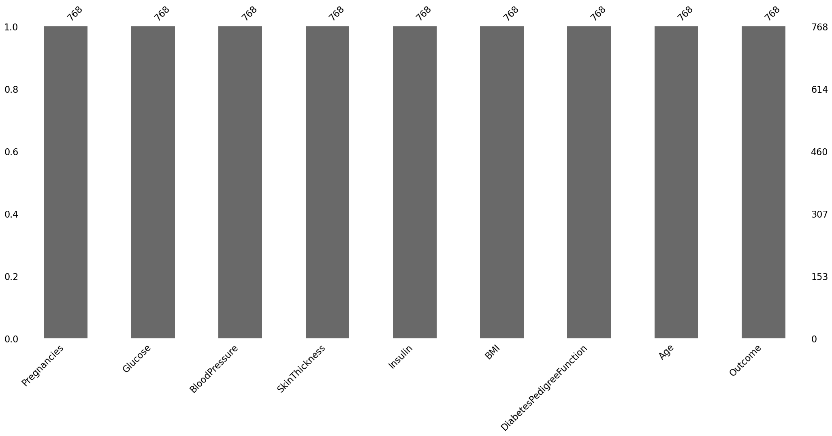 768 768 768 768 768 768 768 768 768
1.0 768
0.8 614
0.6 460
0.4 307
0.2 153
0.0 0
Pregnancies
Glucose
BloodPressure
SkinThickness
Insulin
BMI
DiabetesPedigreeFunction
Age
Outcome